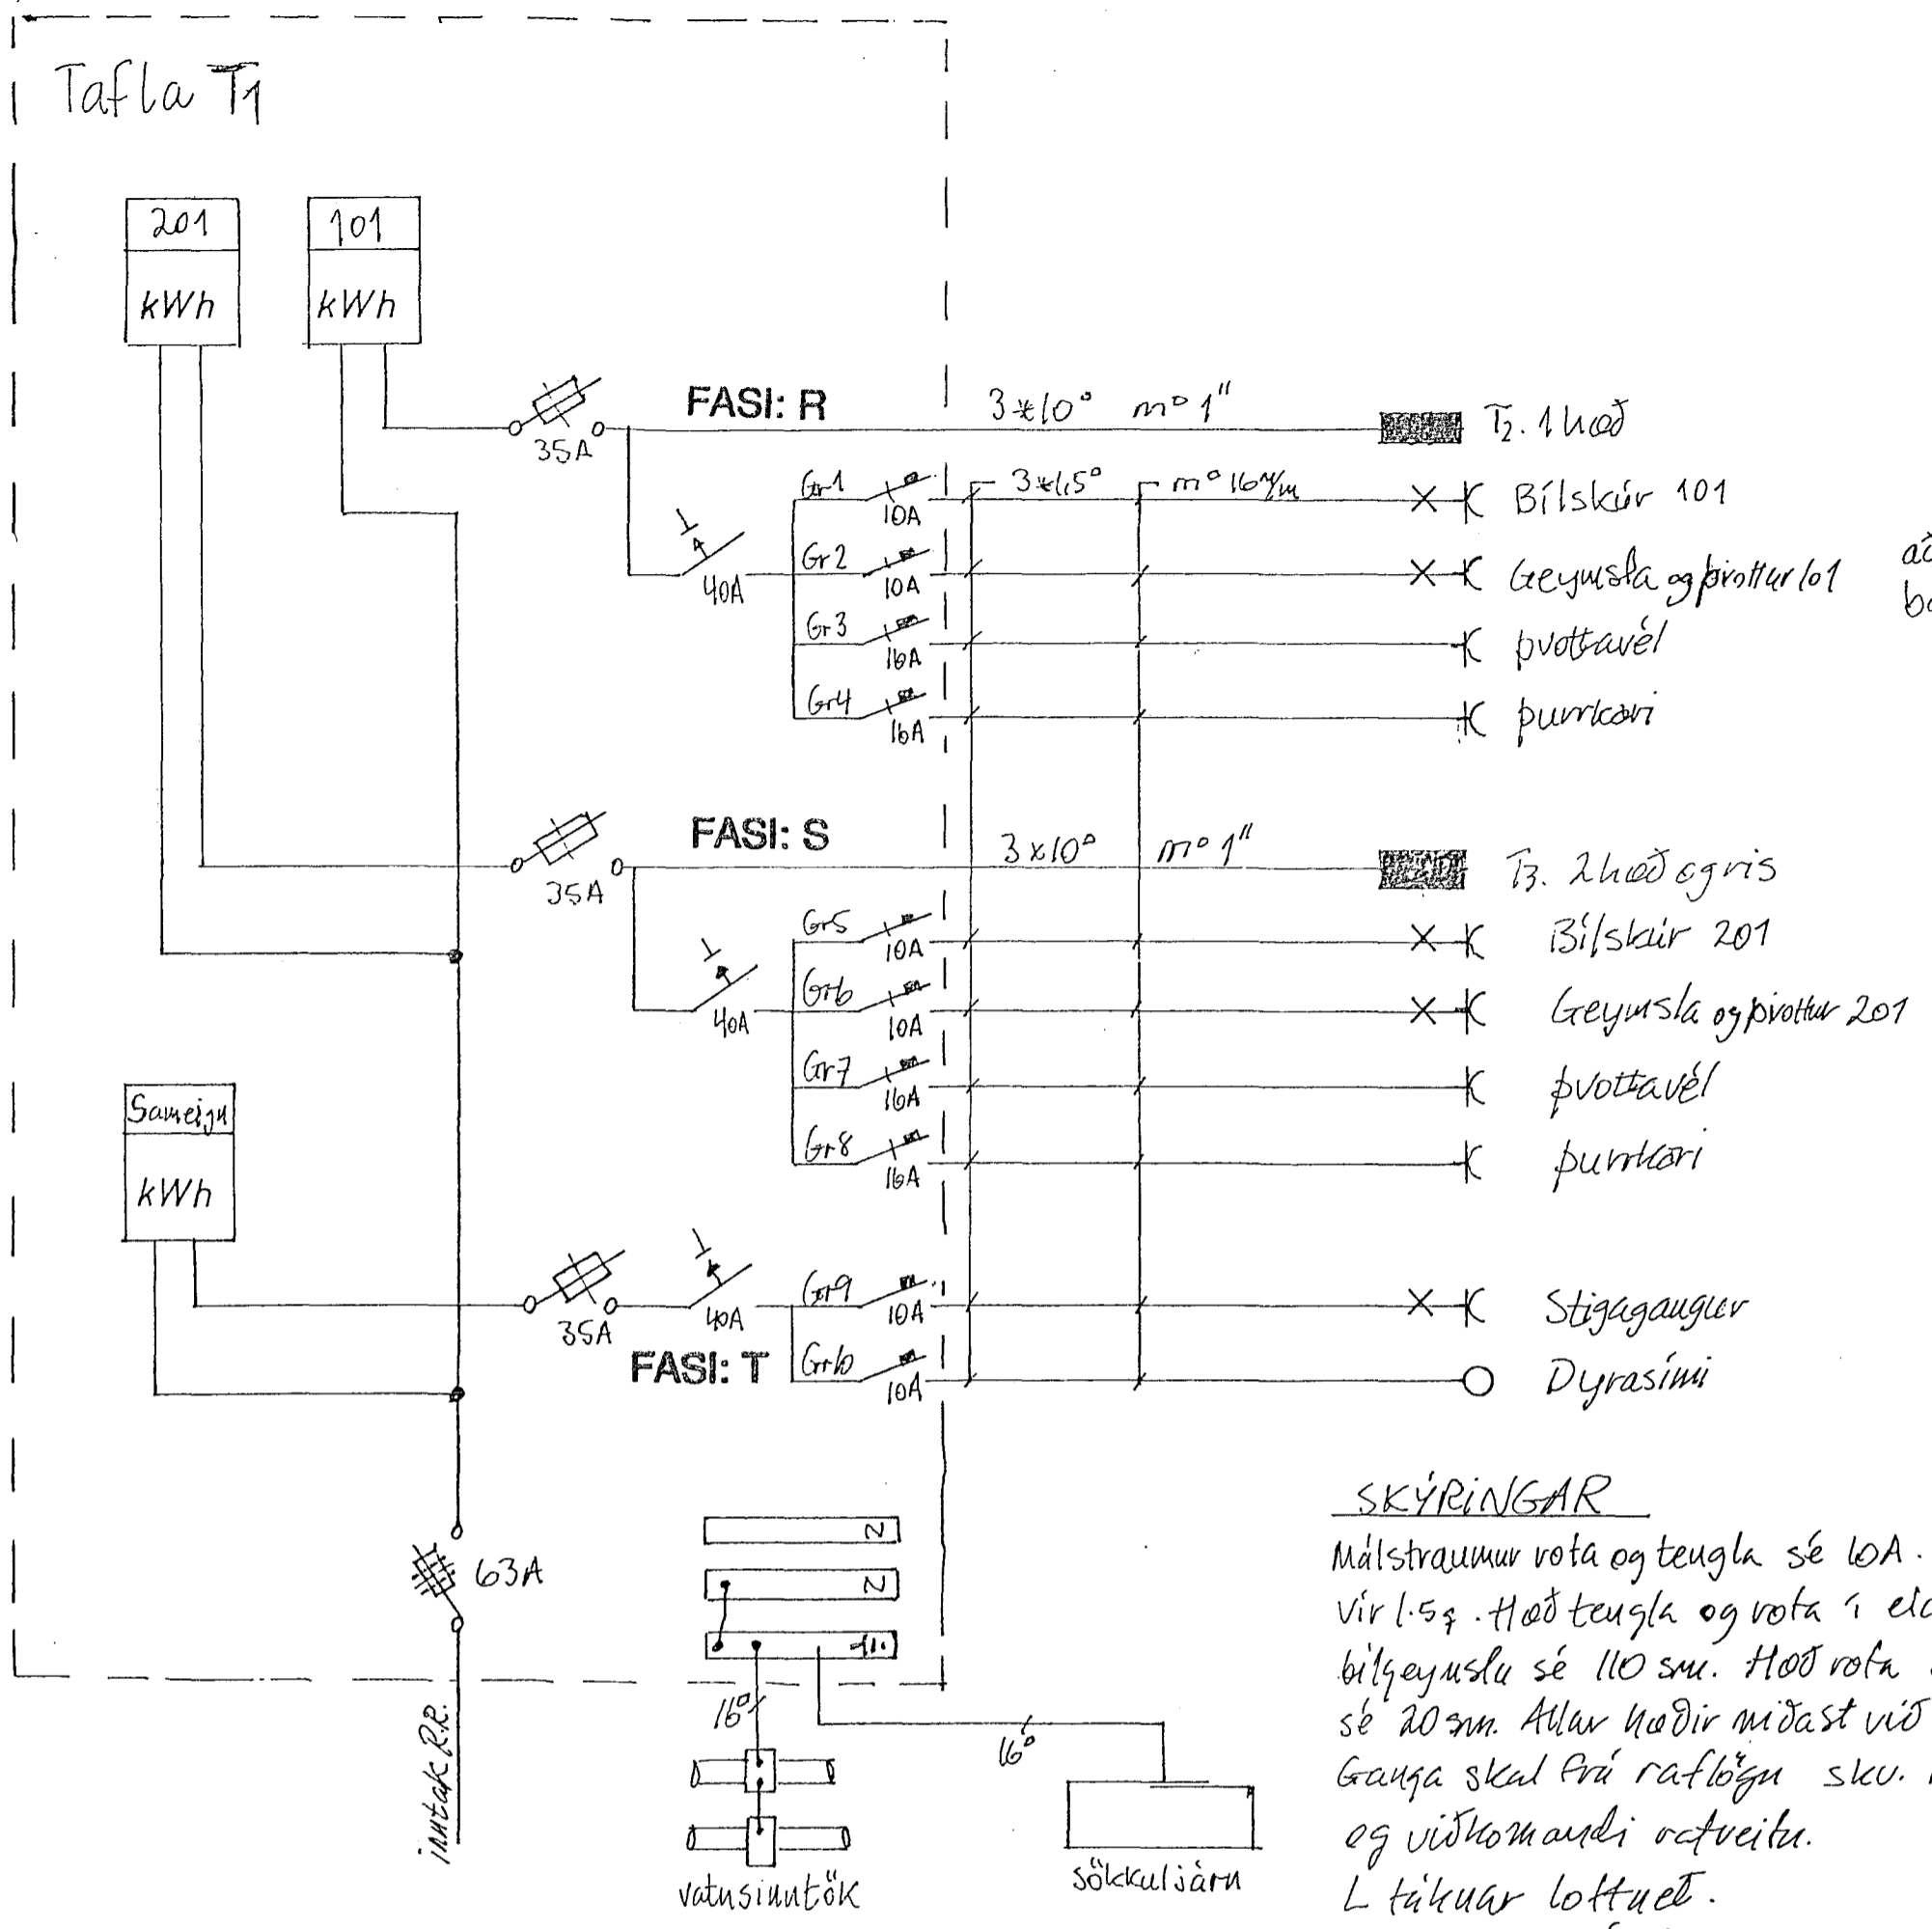 Tafla T1
201
kWh
101
kWh
35A
FASI: R
3x10□ m□ 1"
T2. 1 hæð
40A
Gr1
10A
3x1,5□
m□ 16 m/m
Bílskúr 101
Gr2
10A
Geymsla og þvottur 101
Gr3
16A
þvottavél
Gr4
16A
þurrkari
35A
FASI: S
3x10□ m□ 1"
T3. 2 hæð og ris
40A
Gr5
10A
Bílskúr 201
Gr6
10A
Geymsla og þvottur 201
Gr7
16A
þvottavél
Gr8
16A
þurrkari
Sameign
kWh
35A
40A
FASI: T
Gr9
10A
Stigagangur
Gr10
10A
Dyrasími
63A
inntak R.R.
N
N
16□
16□
vatnsinntök
sökkuljárn
SKÝRINGAR
Málstraumur rofa og tengla sé 10A.
vír 1.5q. Hæð tengla og rofa í
bílgeymslu sé 110 sm. Hæð rofa
sé 20 sm. Allar hæðir miðast við
Ganga skal frá raflögn skv.
og viðkomandi rafveitu.
L táknar loftnet.